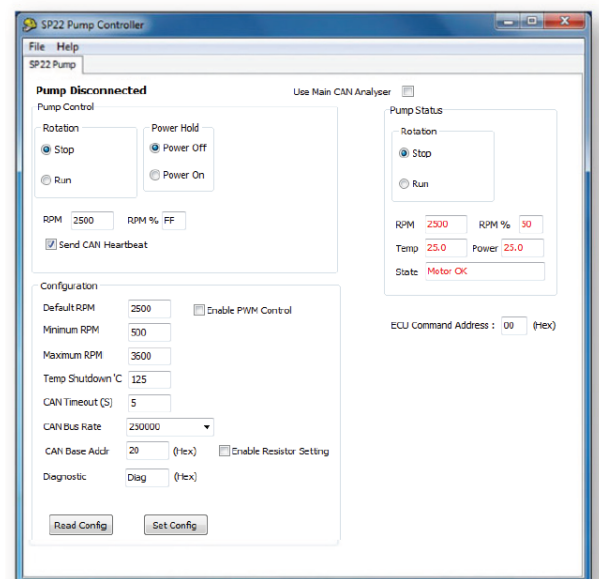 SP22 Pump Controller
File Help
SP22 Pump
Pump Disconnected
Use Main CAN Analyser
Pump Control
Rotation
Stop
Run
Power Hold
Power Off
Power On
RPM 2500 RPM % FF
Send CAN Heartbeat
Pump Status
Rotation
Stop
Run
RPM 2500 RPM % 50
Temp 25.0 Power 25.0
State Motor OK
ECU Command Address : 00 (Hex)
Configuration
Default RPM 2500 Enable PWM Control
Minimum RPM 500
Maximum RPM 3600
Temp Shutdown 'C 125
CAN Timeout (S) 5
CAN Bus Rate 250000
CAN Base Addr 20 (Hex) Enable Resistor Setting
Diagnostic Diag (Hex)
Read Config Set Config